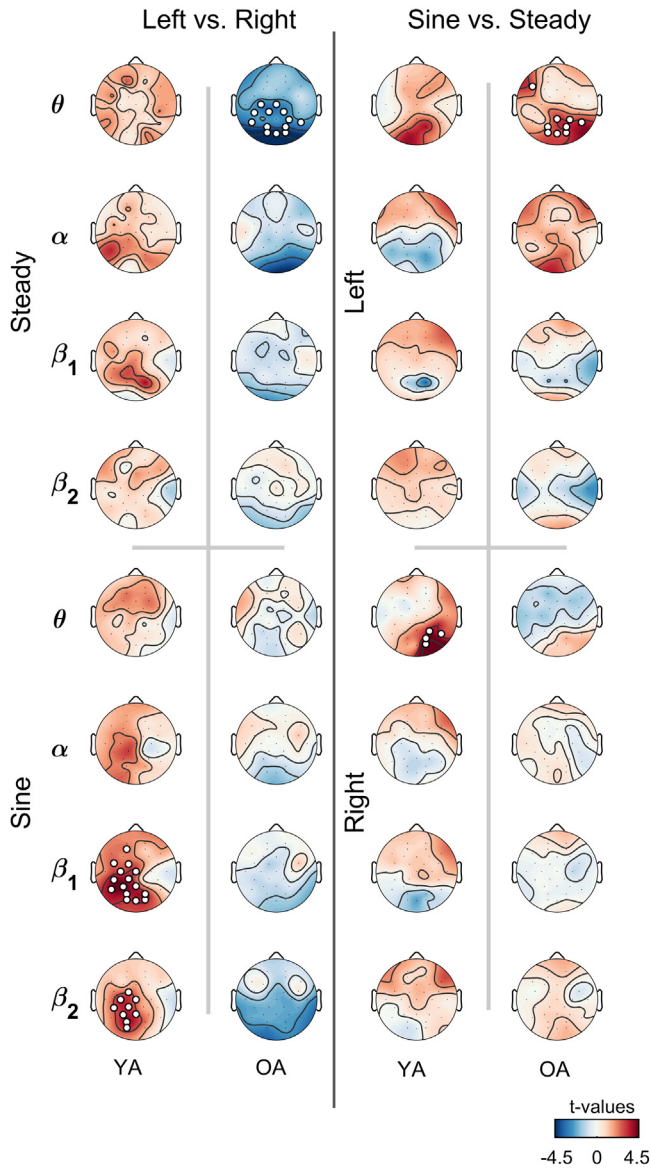 Left vs. Right
Sine vs. Steady
θ
α
β1
β2
Steady
Left
θ
α
β1
β2
Sine
Right
YA
OA
YA
OA
t-values
-4.5 0 4.5